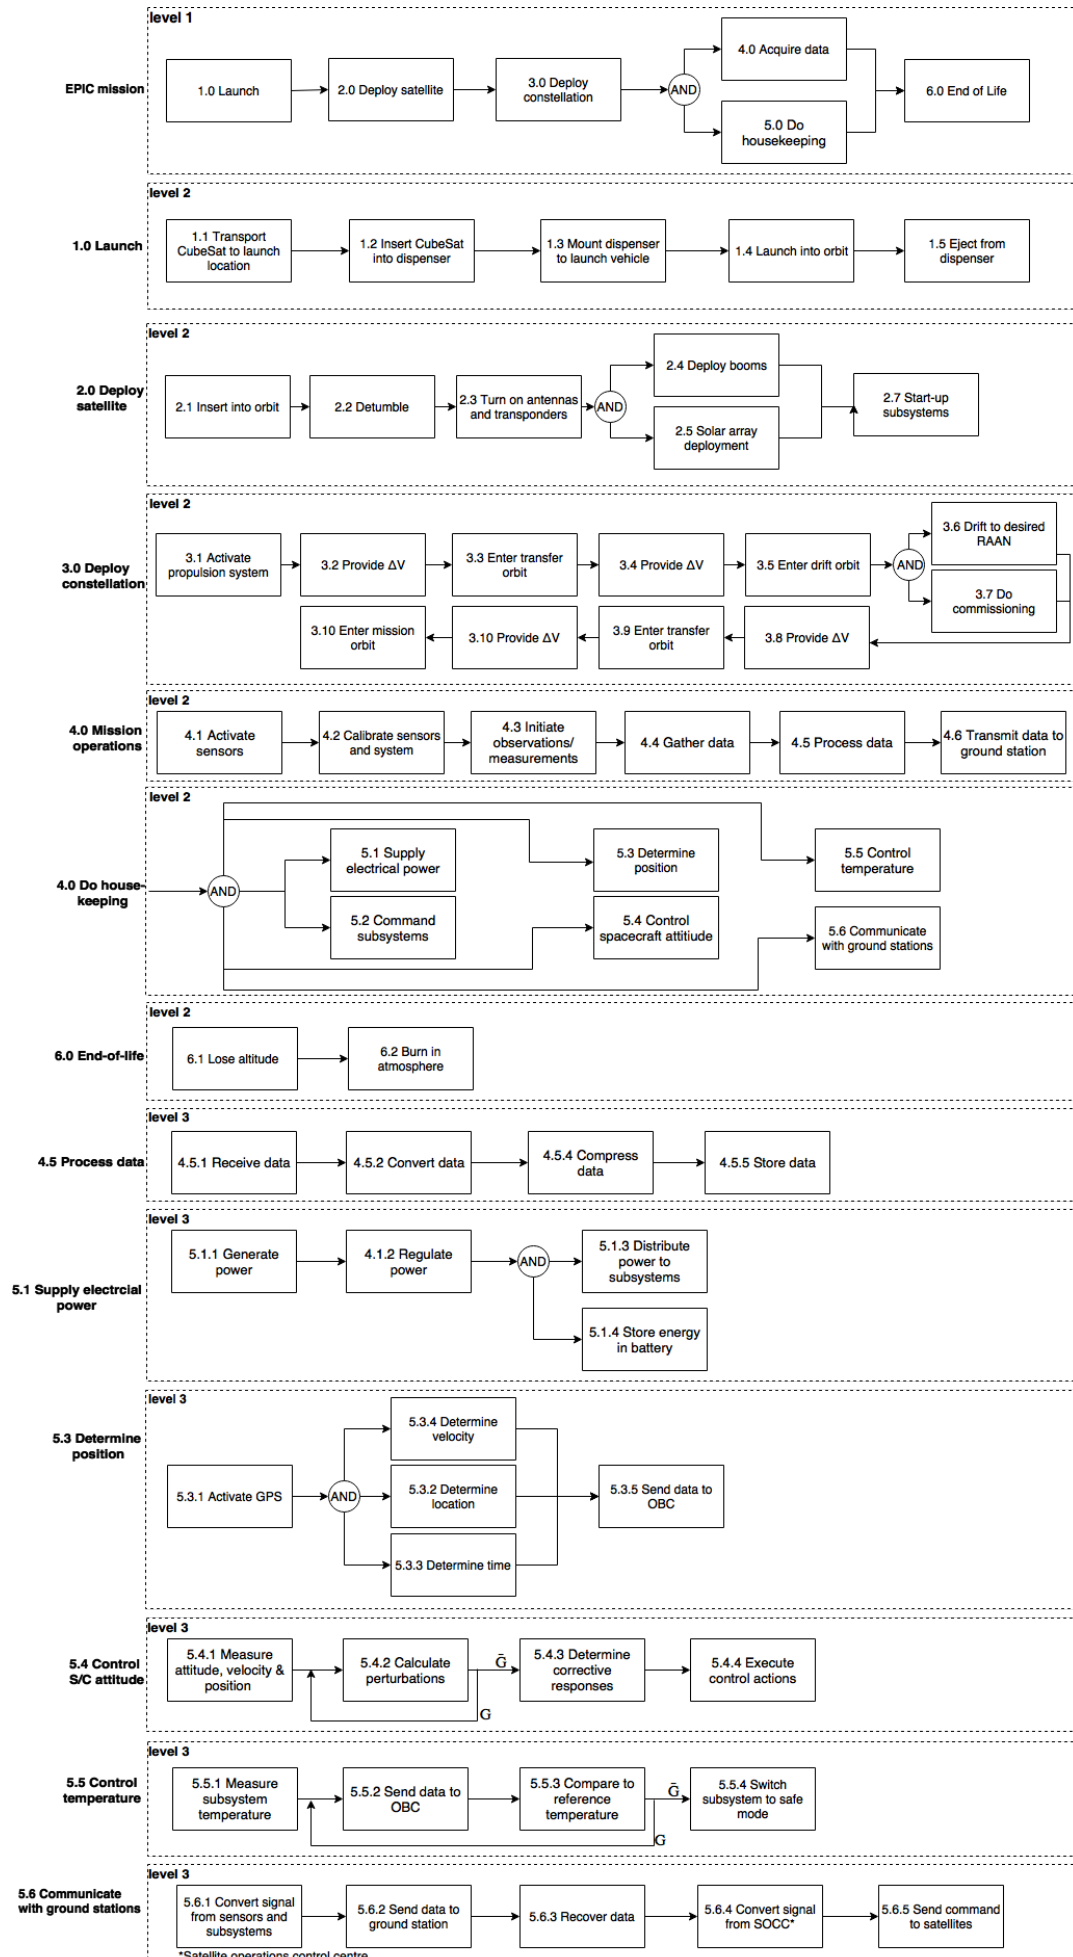 level 1
EPIC mission
1.0 Launch
2.0 Deploy satellite
3.0 Deploy
constellation
AND
4.0 Acquire data
5.0 Do
housekeeping
6.0 End of Life
level 2
1.0 Launch
1.1 Transport
CubeSat to launch
location
1.2 Insert CubeSat
into dispenser
1.3 Mount dispenser
to launch vehicle
1.4 Launch into orbit
1.5 Eject from
dispenser
level 2
2.0 Deploy
satellite
2.1 Insert into orbit
2.2 Detumble
2.3 Turn on antennas
and transponders
AND
2.4 Deploy booms
2.5 Solar array
deployment
2.7 Start-up
subsystems
level 2
3.0 Deploy
constellation
3.1 Activate
propulsion system
3.2 Provide ΔV
3.3 Enter transfer
orbit
3.4 Provide ΔV
3.5 Enter drift orbit
AND
3.6 Drift to desired
RAAN
3.7 Do
commissioning
3.10 Enter mission
orbit
3.10 Provide ΔV
3.9 Enter transfer
orbit
3.8 Provide ΔV
level 2
4.0 Mission
operations
4.1 Activate
sensors
4.2 Calibrate sensors
and system
4.3 Initiate
observations/
measurements
4.4 Gather data
4.5 Process data
4.6 Transmit data to
ground station
level 2
4.0 Do house-
keeping
AND
5.1 Supply
electrical power
5.2 Command
subsystems
5.3 Determine
position
5.4 Control
spacecraft attitiude
5.5 Control
temperature
5.6 Communicate
with ground stations
level 2
6.0 End-of-life
6.1 Lose altitude
6.2 Burn in
atmosphere
level 3
4.5 Process data
4.5.1 Receive data
4.5.2 Convert data
4.5.4 Compress
data
4.5.5 Store data
level 3
5.1 Supply electrcial
power
5.1.1 Generate
power
4.1.2 Regulate
power
AND
5.1.3 Distribute
power to
subsystems
5.1.4 Store energy
in battery
level 3
5.3 Determine
position
5.3.1 Activate GPS
AND
5.3.4 Determine
velocity
5.3.2 Determine
location
5.3.3 Determine time
5.3.5 Send data to
OBC
level 3
5.4 Control
S/C attitude
5.4.1 Measure
attitude, velocity &
position
5.4.2 Calculate
perturbations
Ḡ
G
5.4.3 Determine
corrective
responses
5.4.4 Execute
control actions
level 3
5.5 Control
temperature
5.5.1 Measure
subsystem
temperature
5.5.2 Send data to
OBC
5.5.3 Compare to
reference
temperature
Ḡ
G
5.5.4 Switch
subsystem to safe
mode
level 3
5.6 Communicate
with ground stations
5.6.1 Convert signal
from sensors and
subsystems
5.6.2 Send data to
ground station
5.6.3 Recover data
5.6.4 Convert signal
from SOCC*
5.6.5 Send command
to satellites
*Satellite operations control centre